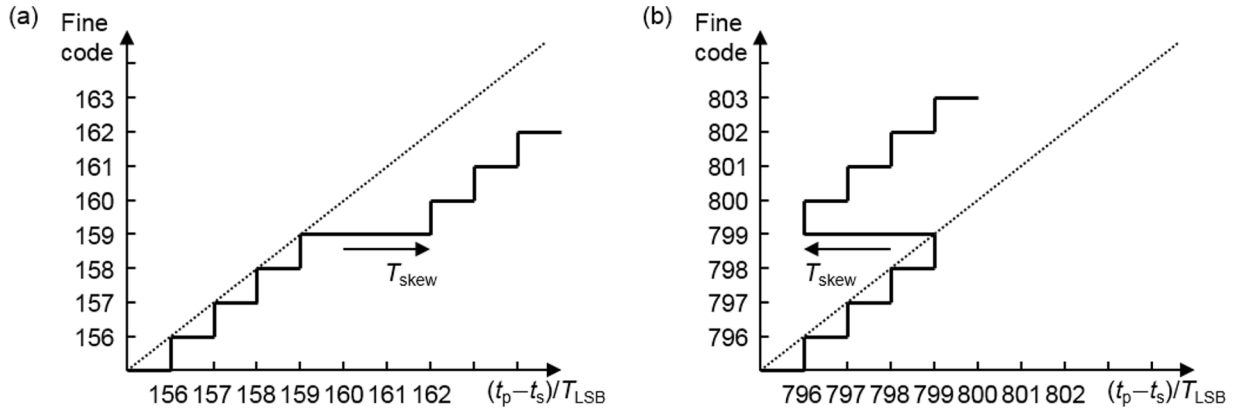 (a)
Fine
code
163
162
161
160
159
158
157
156
T_skew
156 157 158 159 160 161 162 (t_p–t_s)/T_LSB
(b)
Fine
code
803
802
801
800
799
798
797
796
T_skew
796 797 798 799 800 801 802 (t_p–t_s)/T_LSB